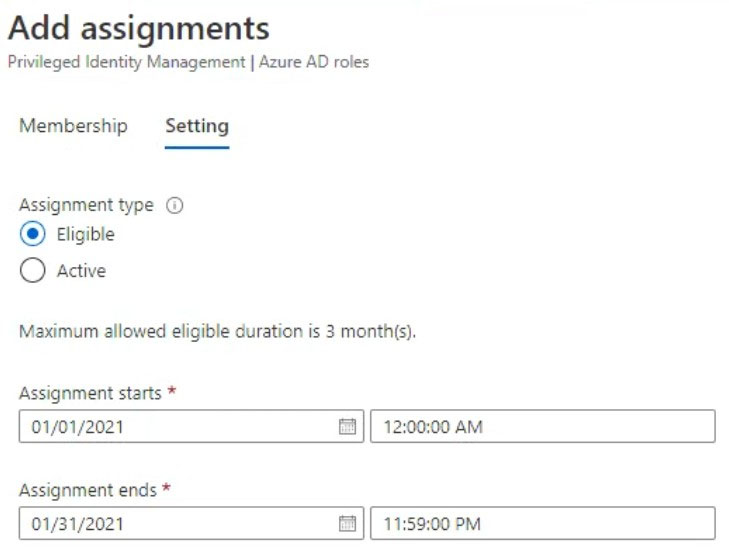 Add assignments
Privileged Identity Management | Azure AD roles
Membership Setting
Assignment type
Eligible
Active
Maximum allowed eligible duration is 3 month(s).
Assignment starts *
01/01/2021 12:00:00 AM
Assignment ends *
01/31/2021 11:59:00 PM